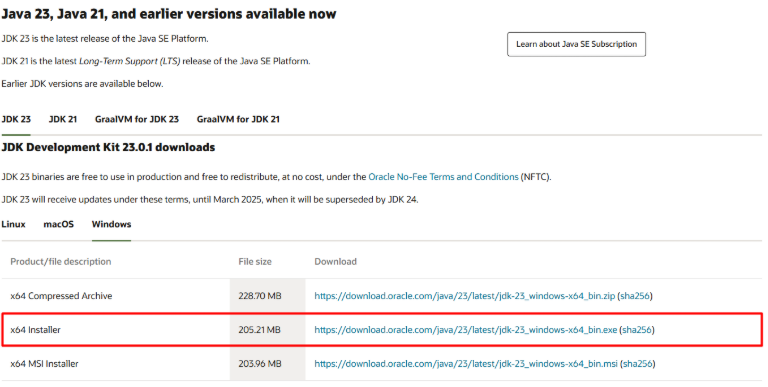 Java 23, Java 21, and earlier versions available now
JDK 23 is the latest release of the Java SE Platform.
Learn about Java SE Subscription
JDK 21 is the latest Long-Term Support (LTS) release of the Java SE Platform.
Earlier JDK versions are available below.
JDK 23 JDK 21 GraalVM for JDK 23 GraalVM for JDK 21
JDK Development Kit 23.0.1 downloads
JDK 23 binaries are free to use in production and free to redistribute, at no cost, under the Oracle No-Fee Terms and Conditions (NFTC).
JDK 23 will receive updates under these terms, until March 2025, when it will be superseded by JDK 24.
Linux macOS Windows
Product/file description File size Download
x64 Compressed Archive 228.70 MB https://download.oracle.com/java/23/latest/jdk-23_windows-x64_bin.zip (sha256)
x64 Installer 205.21 MB https://download.oracle.com/java/23/latest/jdk-23_windows-x64_bin.exe (sha256)
x64 MSI Installer 203.96 MB https://download.oracle.com/java/23/latest/jdk-23_windows-x64_bin.msi (sha256)